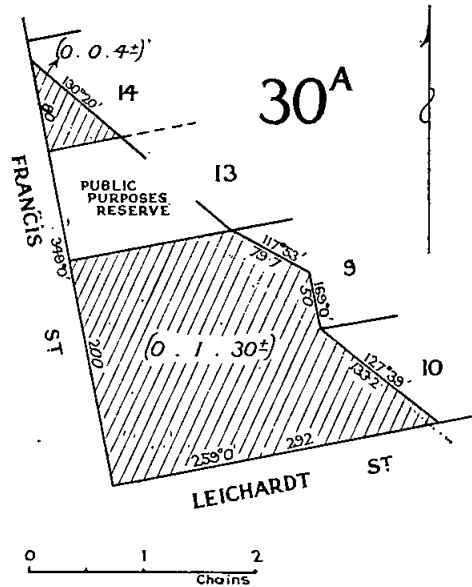 (0.0.4±)
130°20'
14
30A
80
FRANCIS
ST
348°0'
PUBLIC
PURPOSES
RESERVE
13
117°53'
79.7
9
169°0'
50
(0.1.30±)
200
127°39'
133.2
10
259°0'
292
LEICHARDT ST
0 1 2
Chains